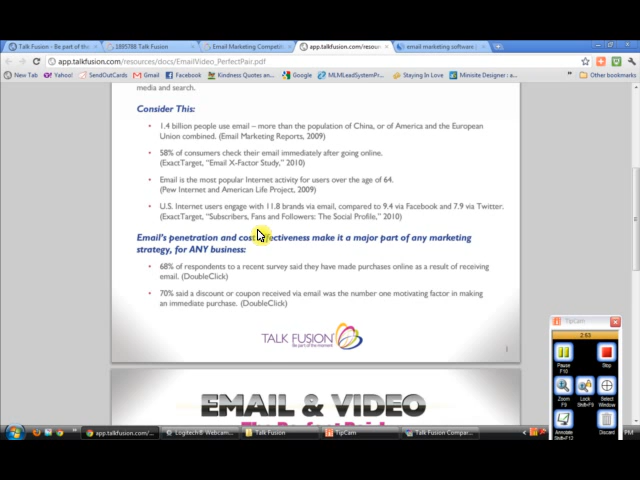 Talk Fusion - Be part of the
1895788 Talk Fusion
Email Marketing Competit
app.talkfusion.com/resour
email marketing software
app.talkfusion.com/resources/docs/EmailVideo_PerfectPair.pdf
New Tab Yahoo! SendOutCards Gmail Facebook Kindness Quotes an Google MLMLeadSystemPr Staying In Love Minisite Designer - Other bookmarks
media and search.
Consider This:
• 1.4 billion people use email – more than the population of China, or of America and the European
Union combined. (Email Marketing Reports, 2009)
• 58% of consumers check their email immediately after going online.
(ExactTarget, "Email X-Factor Study," 2010)
• Email is the most popular Internet activity for users over the age of 64.
(Pew Internet and American Life Project, 2009)
• U.S. Internet users engage with 11.8 brands via email, compared to 9.4 via Facebook and 7.9 via Twitter.
(ExactTarget, "Subscribers, Fans and Followers: The Social Profile," 2010)
Email's penetration and cost effectiveness make it a major part of any marketing
strategy, for ANY business:
• 68% of respondents to a recent survey said they have made purchases online as a result of receiving
email. (DoubleClick)
• 70% said a discount or coupon received via email was the number one motivating factor in making
an immediate purchase. (DoubleClick)
TALK FUSION
Be part of the moment
1
EMAIL & VIDEO
TipCam
Pause
F10
Stop
Zoom
F9
Lock
Shift+F9
Select
Window
Annotate
Shift+F12
Discard
app.talkfusion.com/... Logitech® Webcam... Talk Fusion TipCam Talk Fusion Compar... PM